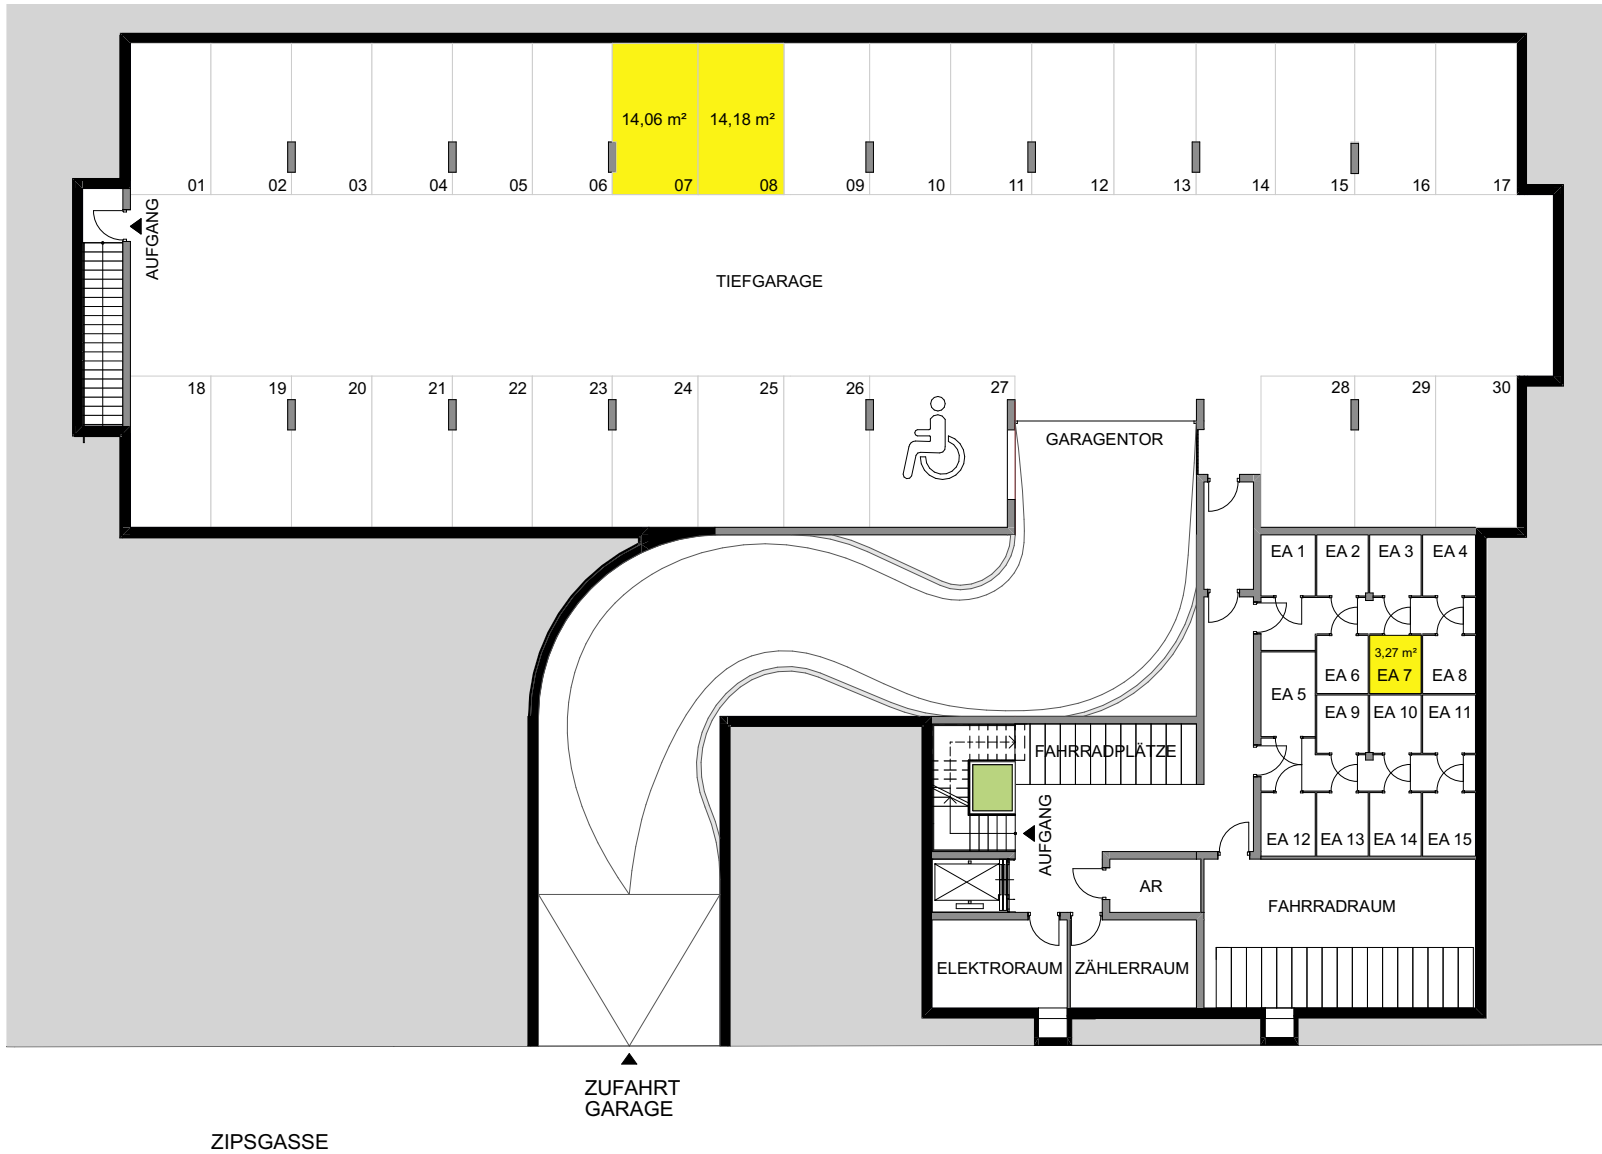 14,06 m²
14,18 m²
01
02
03
04
05
06
07
08
09
10
11
12
13
14
15
16
17
AUFGANG
TIEFGARAGE
18
19
20
21
22
23
24
25
26
27
28
29
30
GARAGENTOR
EA 1
EA 2
EA 3
EA 4
3,27 m²
EA 5
EA 6
EA 7
EA 8
EA 9
EA 10
EA 11
FAHRRADPLÄTZE
AUFGANG
EA 12
EA 13
EA 14
EA 15
AR
FAHRRADRAUM
ELEKTRORAUM
ZÄHLERRAUM
ZUFAHRT
GARAGE
ZIPSGASSE